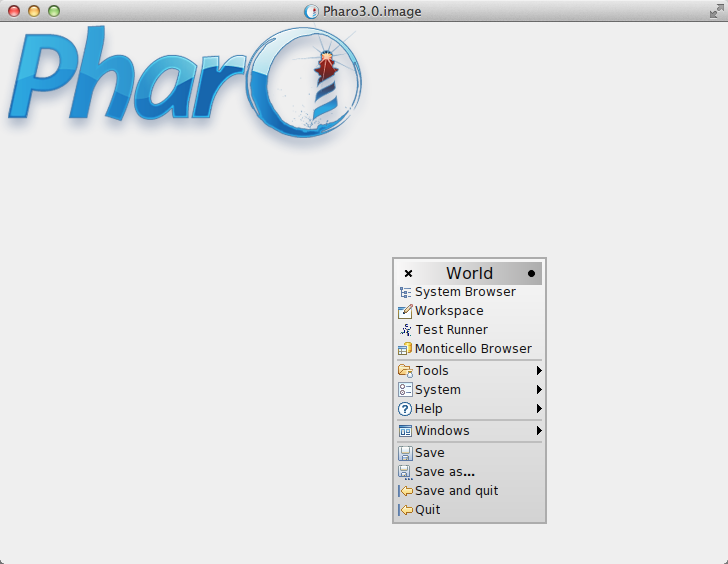 Pharo3.0.image
Pharo
World
System Browser
Workspace
Test Runner
Monticello Browser
Tools
System
Help
Windows
Save
Save as...
Save and quit
Quit